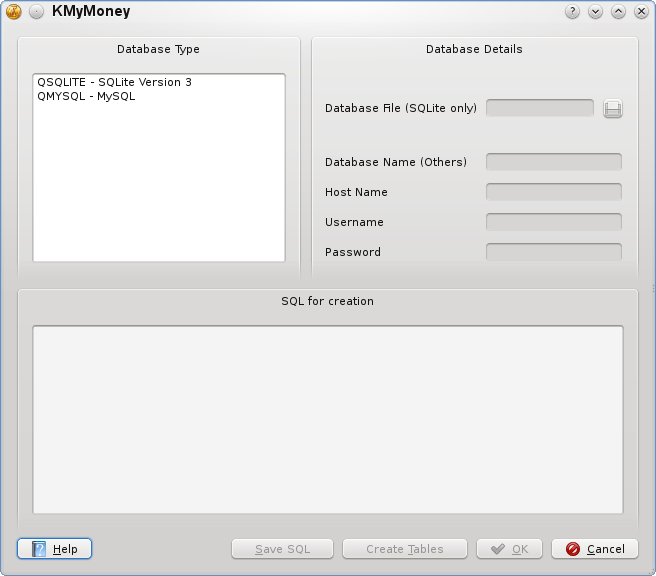 KMyMoney
Database Type
QSQLITE - SQLite Version 3
QMYSQL - MySQL
Database Details
Database File (SQLite only)
Database Name (Others)
Host Name
Username
Password
SQL for creation
Help
Save SQL
Create Tables
OK
Cancel